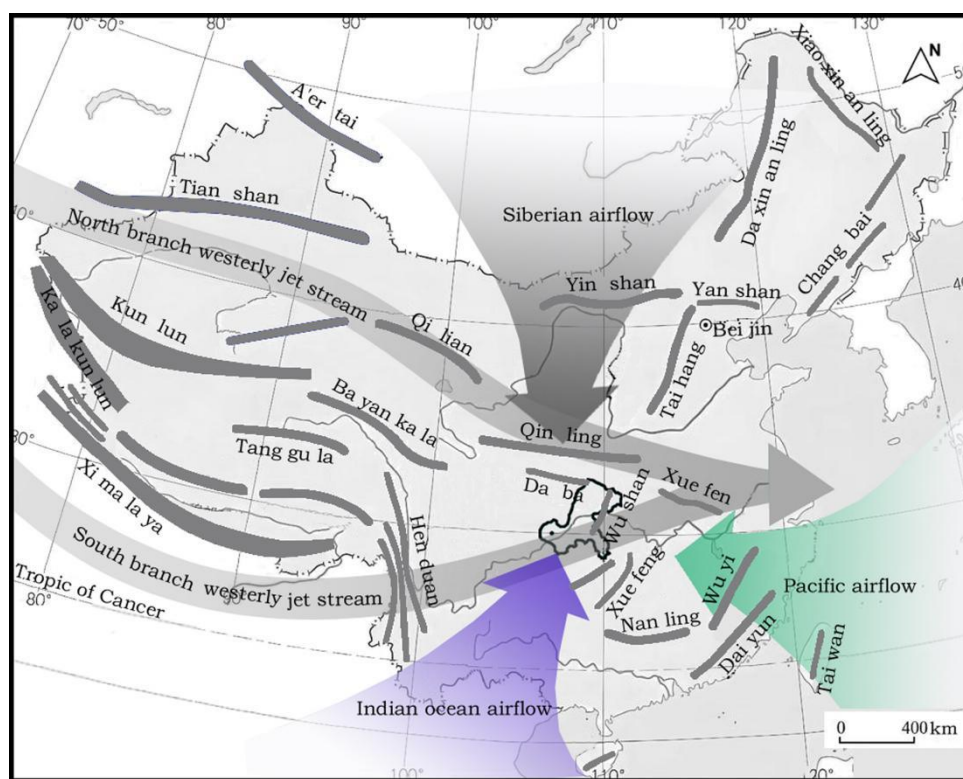 70°-50°
80°
90°
100°
110°
120°
130°
N
Xiao xin an ling
50
A'er tai
Da xin an ling
Tian shan
Siberian airflow
40°
North branch westerly jet stream
Chang bai
Yin shan
Yan shan
40
Ka la kun lun
Kun lun
Qi lian
Bei jin
Tai hang
Ba yan ka la
Qin ling
30°
Tang gu la
Da ba
Wu shan
Xue fen
Xi ma la ya
Hen duan
South branch westerly jet stream
Xue feng
Wu yi
Pacific airflow
Tropic of Cancer
80°
90
Nan ling
Dai yun
Tai wan
Indian ocean airflow
0 400 km
100°
110
120°